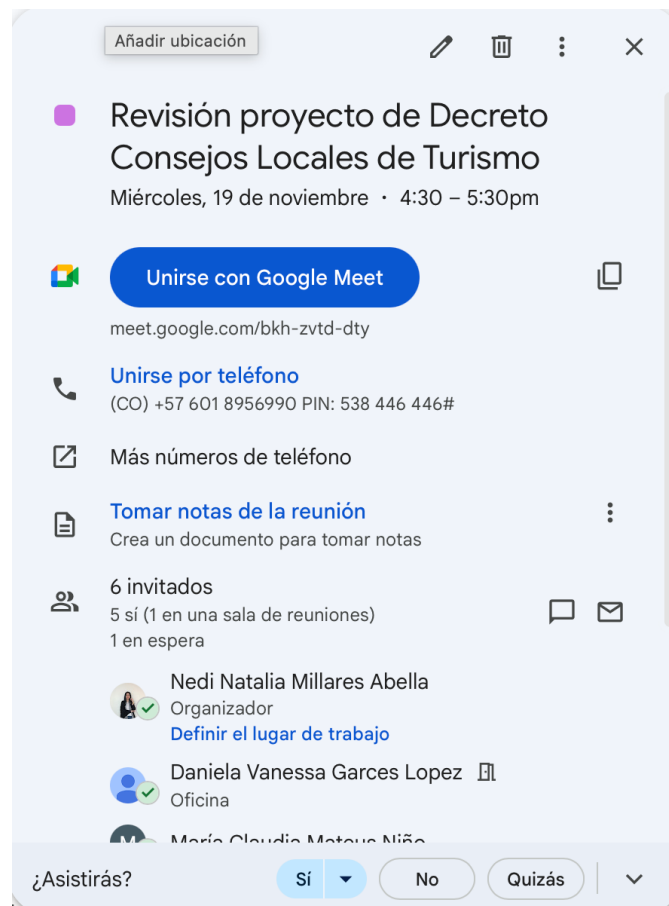 Añadir ubicación
Revisión proyecto de Decreto
Consejos Locales de Turismo
Miércoles, 19 de noviembre · 4:30 – 5:30pm
Unirse con Google Meet
meet.google.com/bkh-zvtd-dty
Unirse por teléfono
(CO) +57 601 8956990 PIN: 538 446 446#
Más números de teléfono
Tomar notas de la reunión
Crea un documento para tomar notas
6 invitados
5 sí (1 en una sala de reuniones)
1 en espera
Nedi Natalia Millares Abella
Organizador
Definir el lugar de trabajo
Daniela Vanessa Garces Lopez
Oficina
María Claudia Mateus Niño
¿Asistirás?
Sí
No
Quizás